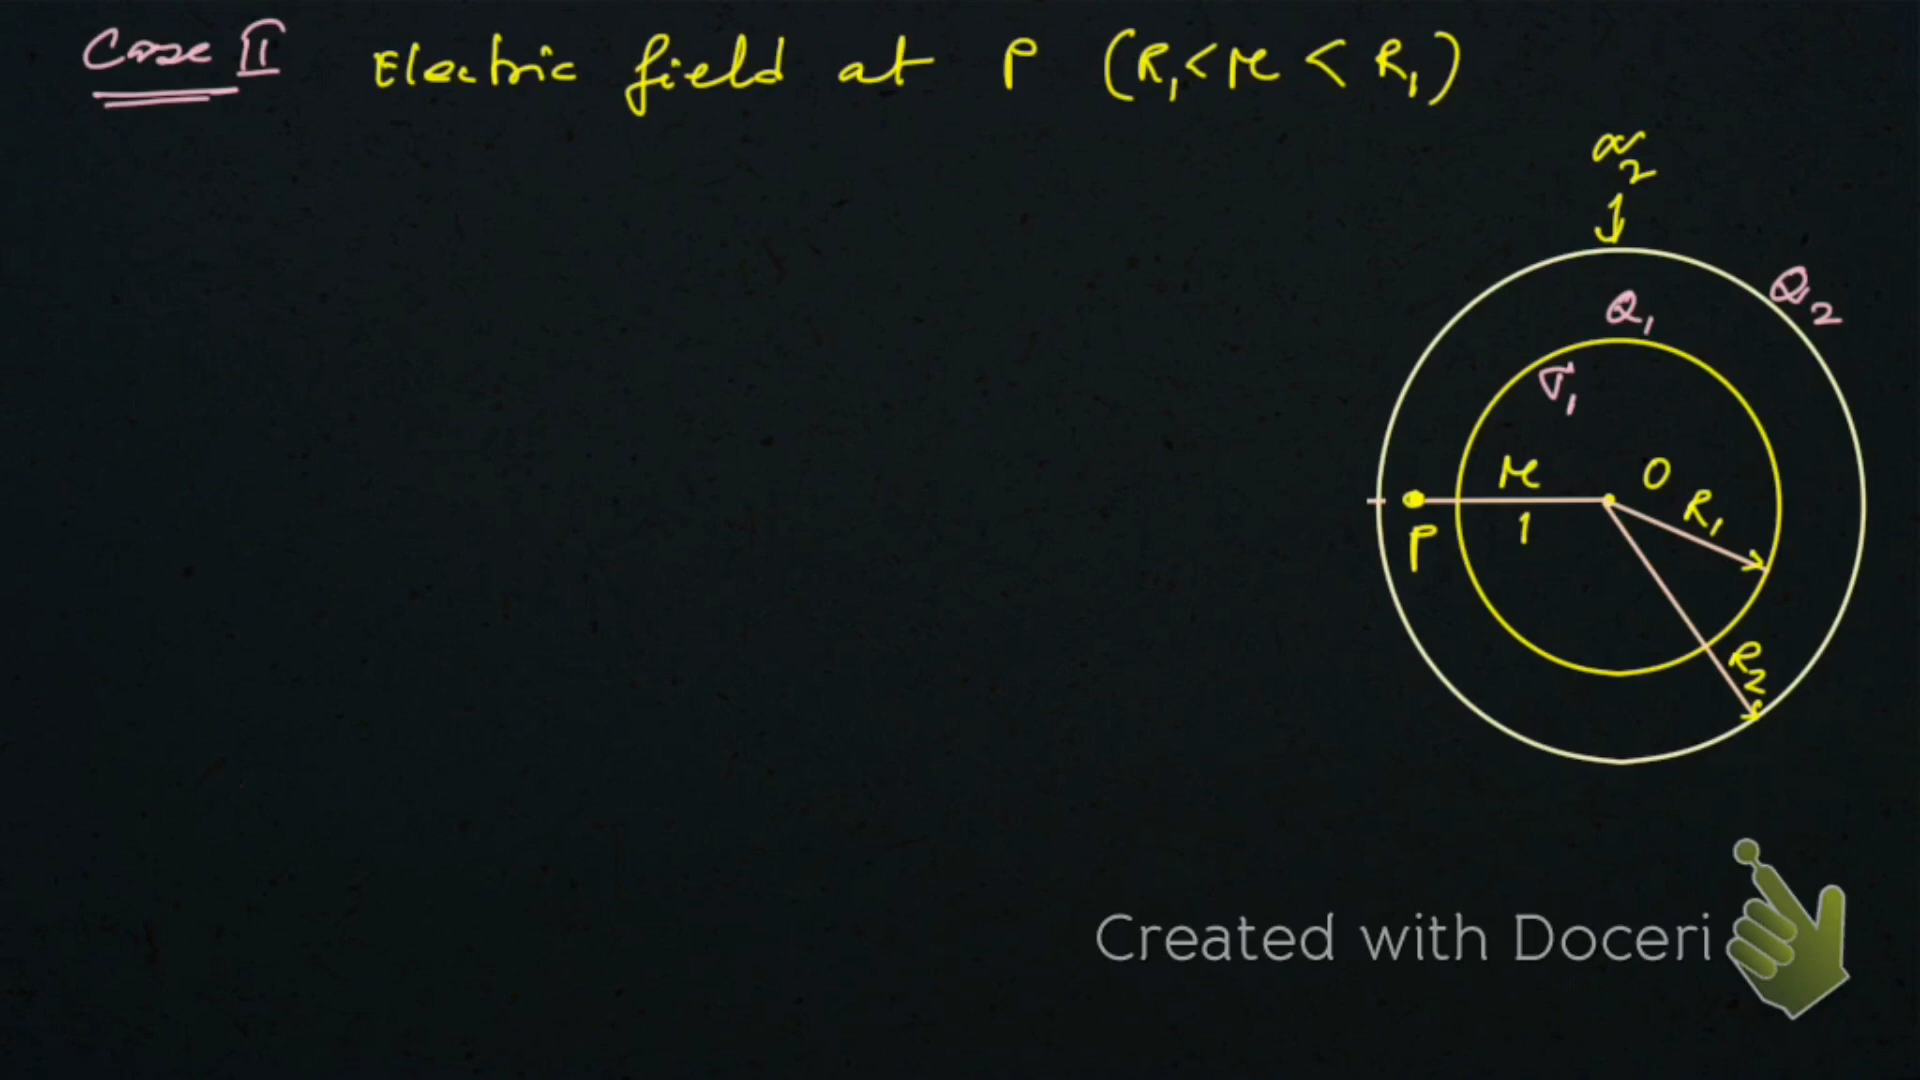 Case II Electric field at P (R₁<r < R₁)
σ₂
Q₂
Q₁
σ₁
r O
R₁
P 1
R₂
Created with Doceri